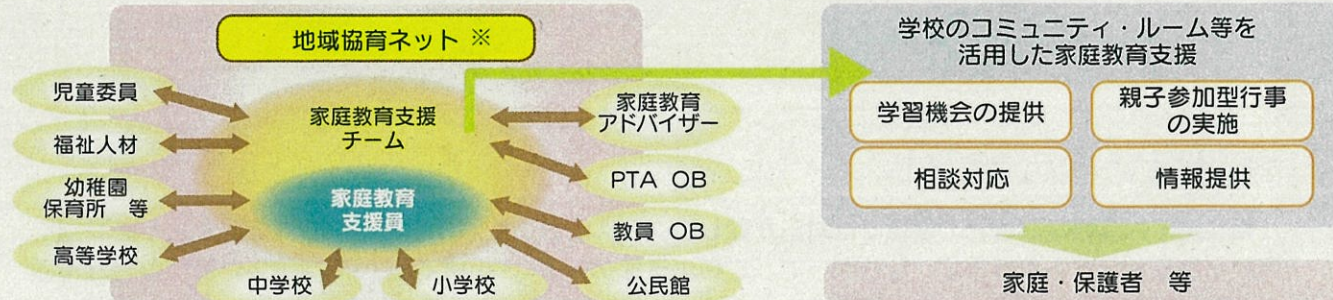 地域協育ネット ※
児童委員
福祉人材
幼稚園
保育所 等
高等学校
中学校
小学校
家庭教育支援
チーム
家庭教育
支援員
家庭教育
アドバイザー
PTA OB
教員 OB
公民館
学校のコミュニティ・ルーム等を
活用した家庭教育支援
学習機会の提供
親子参加型行事
の実施
相談対応
情報提供
家庭・保護者 等